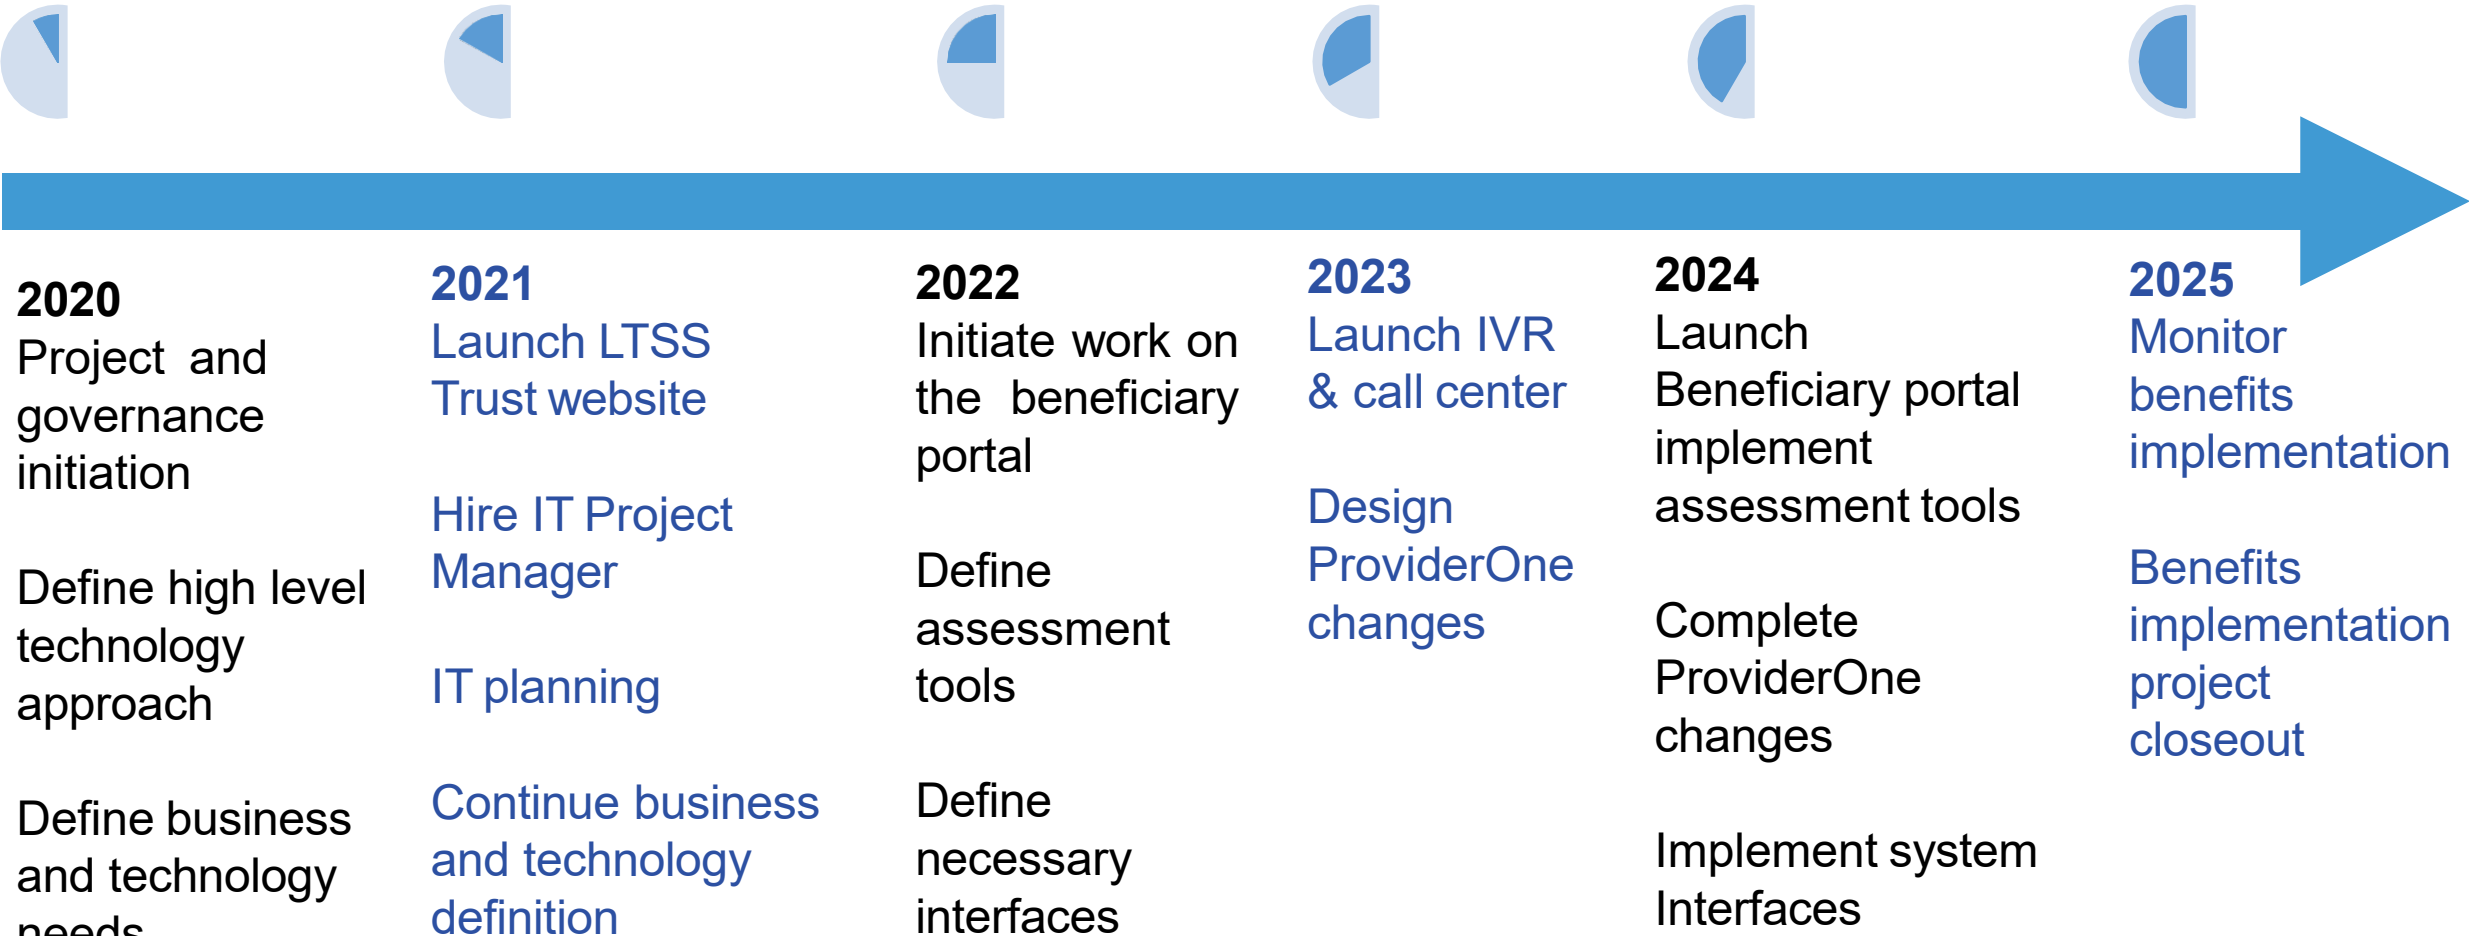 2020
Project and
governance
initiation
Define high level
technology
approach
Define business
and technology
needs
2021
Launch LTSS
Trust website
Hire IT Project
Manager
IT planning
Continue business
and technology
definition
2022
Initiate work on
the beneficiary
portal
Define
assessment
tools
Define
necessary
interfaces
2023
Launch IVR
& call center
Design
ProviderOne
changes
2024
Launch
Beneficiary portal
implement
assessment tools
Complete
ProviderOne
changes
Implement system
Interfaces
2025
Monitor
benefits
implementation
Benefits
implementation
project
closeout